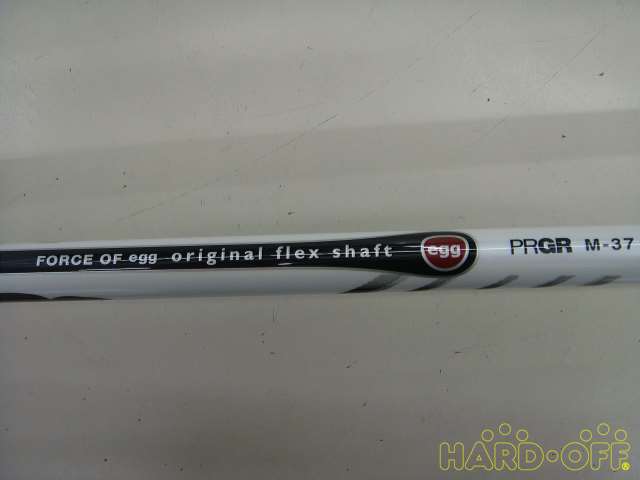 FORCE OF egg original flex shaft egg PRGR M-37
HARD·OFF®